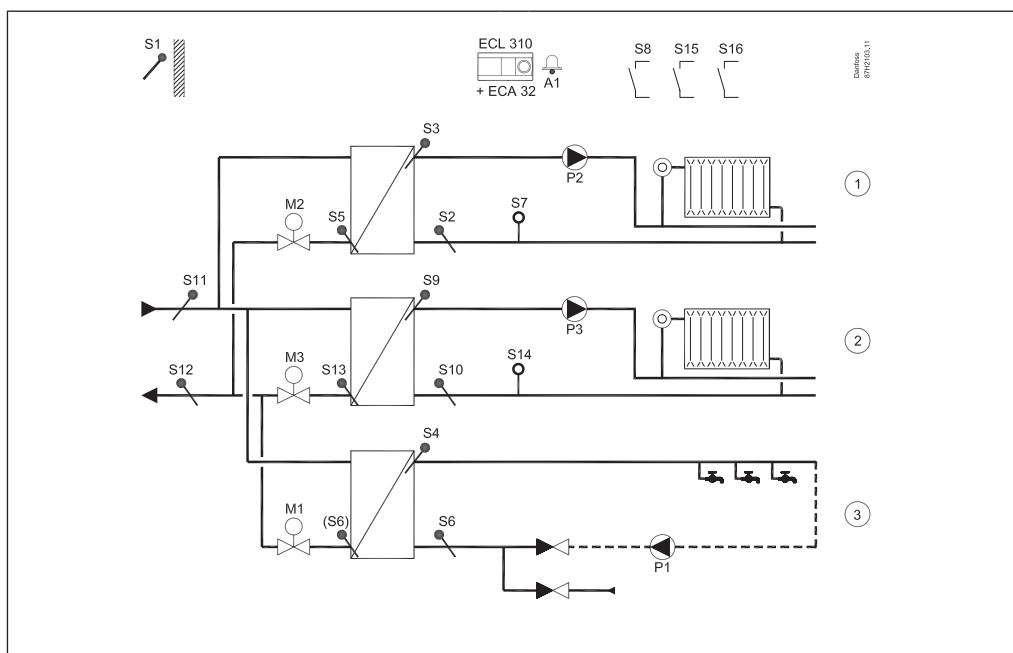 S1
ECL 310
+ ECA 32
A1
S8
S15
S16
Danfoss
87H2103.11
S3
P2
1
M2
S5
S2
S7
S11
S9
P3
2
S12
M3
S13
S10
S14
S4
3
M1
(S6)
S6
P1